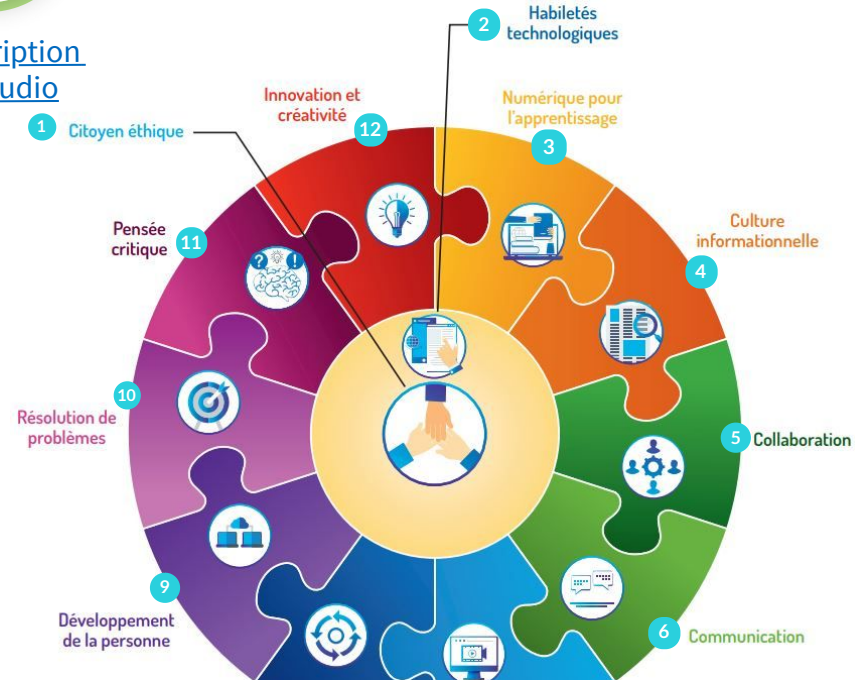 ription
udio
1 Citoyen éthique
2 Habiletés
technologiques
3 Numérique pour
l'apprentissage
4 Culture
informationnelle
5 Collaboration
6 Communication
9 Développement
de la personne
10 Résolution de
problèmes
11 Pensée
critique
12 Innovation et
créativité
? !